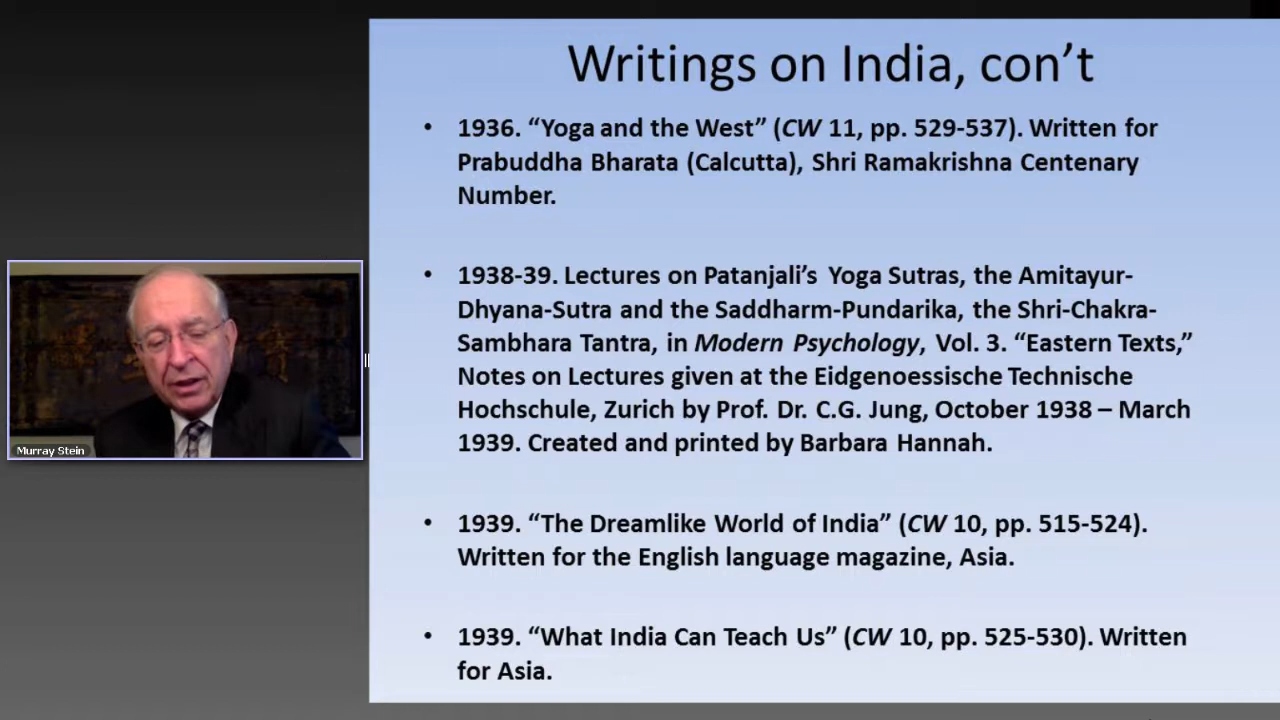 Writings on India, con’t
• 1936. “Yoga and the West” (CW 11, pp. 529-537). Written for
Prabuddha Bharata (Calcutta), Shri Ramakrishna Centenary
Number.
• 1938-39. Lectures on Patanjali’s Yoga Sutras, the Amitayur-
Dhyana-Sutra and the Saddharm-Pundarika, the Shri-Chakra-
Sambhara Tantra, in Modern Psychology, Vol. 3. “Eastern Texts,”
Notes on Lectures given at the Eidgenoessische Technische
Hochschule, Zurich by Prof. Dr. C.G. Jung, October 1938 – March
1939. Created and printed by Barbara Hannah.
• 1939. “The Dreamlike World of India” (CW 10, pp. 515-524).
Written for the English language magazine, Asia.
• 1939. “What India Can Teach Us” (CW 10, pp. 525-530). Written
for Asia.
Murray Stein